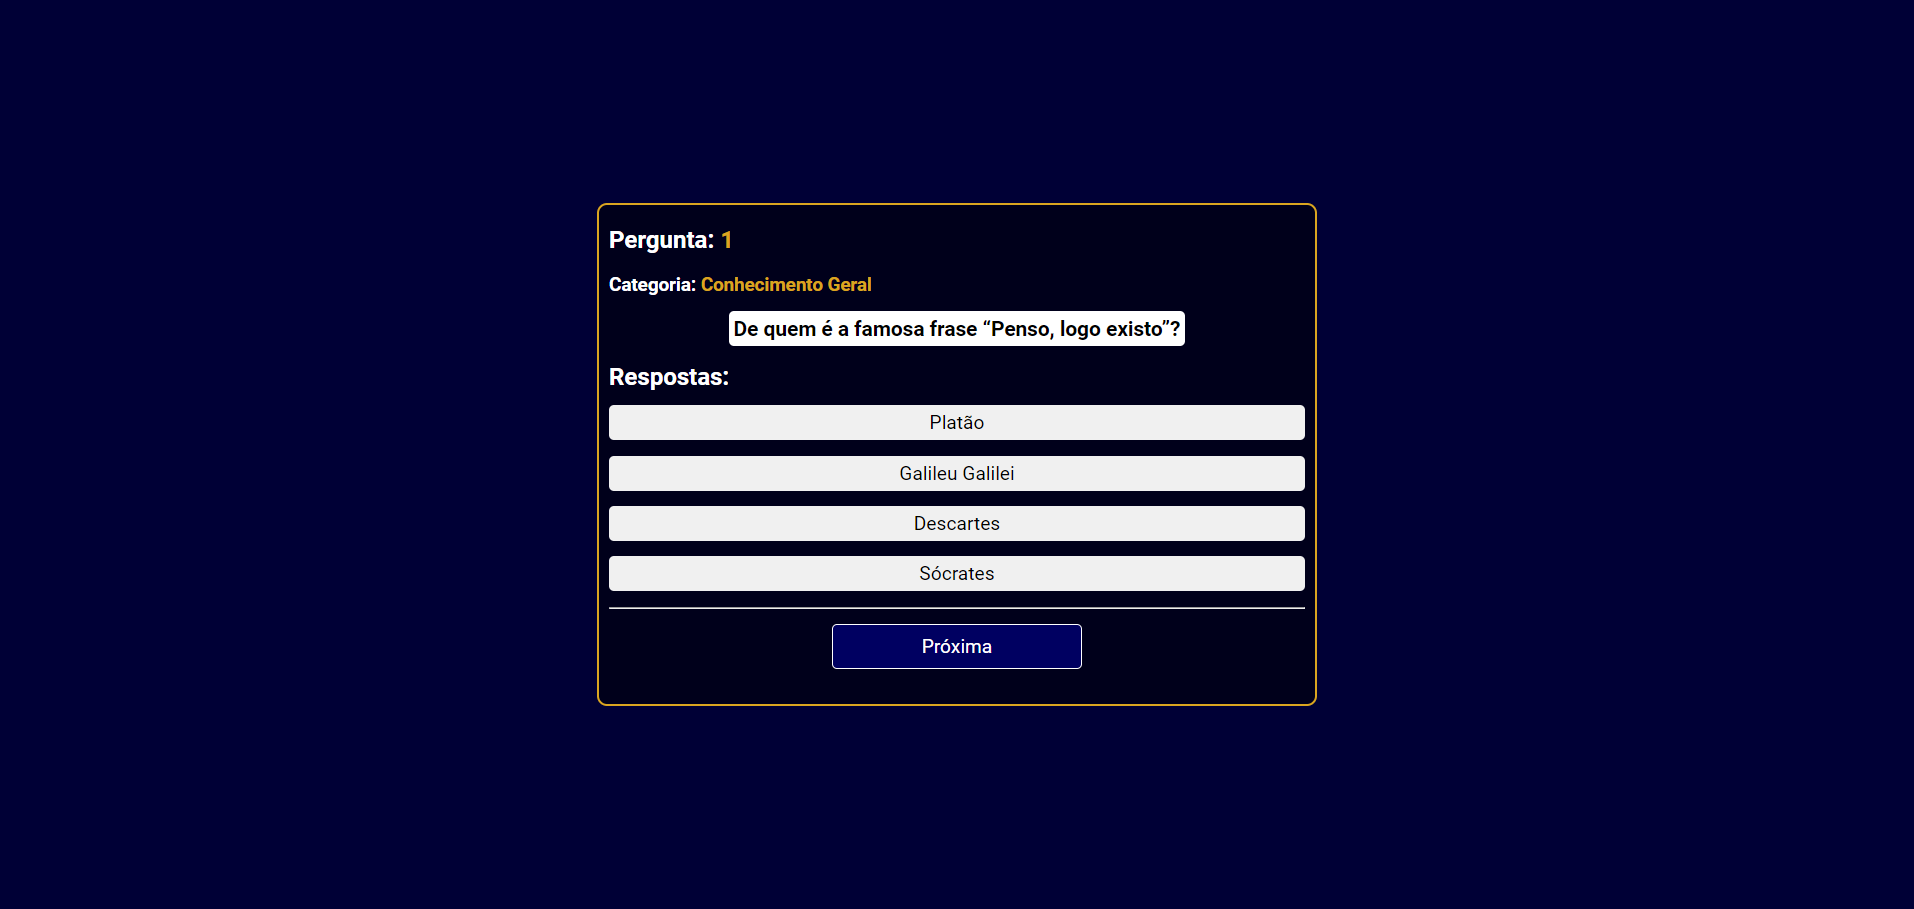 Pergunta: 1
Categoria: Conhecimento Geral
De quem é a famosa frase “Penso, logo existo”?
Respostas:
Platão
Galileu Galilei
Descartes
Sócrates
Próxima